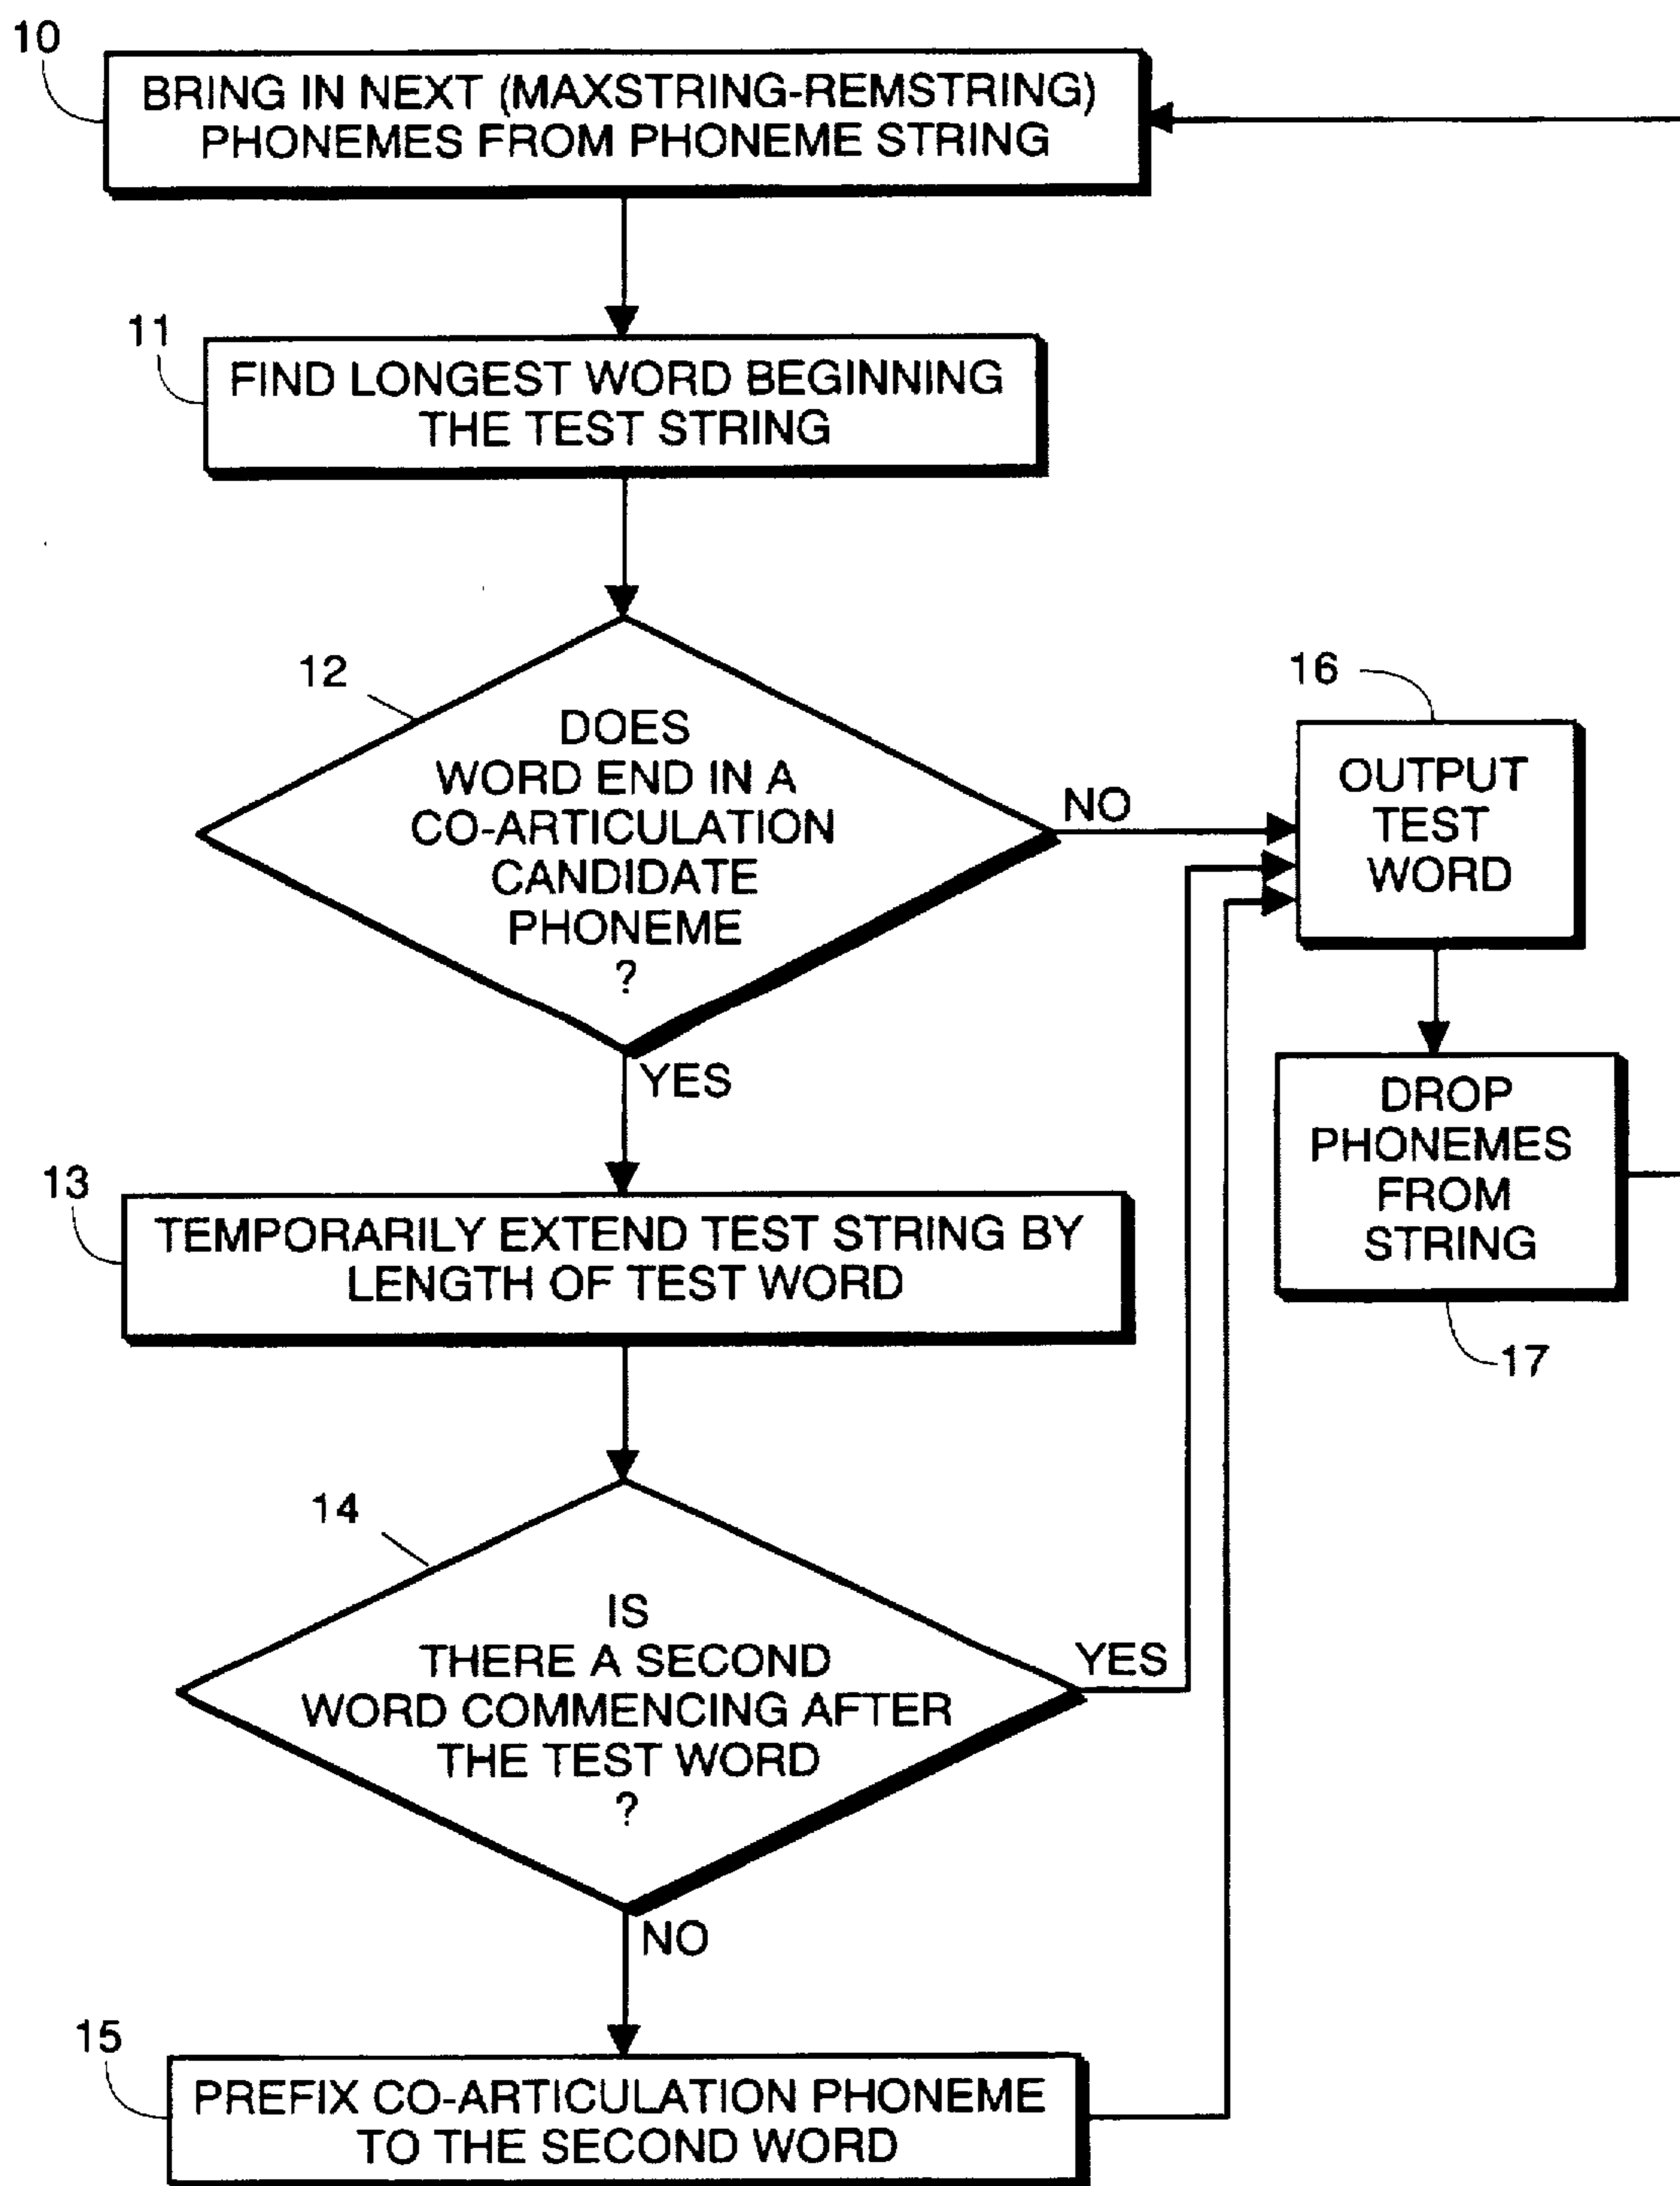 10
BRING IN NEXT (MAXSTRING-REMSTRING)
PHONEMES FROM PHONEME STRING
11
FIND LONGEST WORD BEGINNING
THE TEST STRING
12
DOES
WORD END IN A
CO-ARTICULATION
CANDIDATE
PHONEME
?
NO
YES
16
OUTPUT
TEST
WORD
DROP
PHONEMES
FROM
STRING
17
13
TEMPORARILY EXTEND TEST STRING BY
LENGTH OF TEST WORD
14
IS
THERE A SECOND
WORD COMMENCING AFTER
THE TEST WORD
?
YES
NO
15
PREFIX CO-ARTICULATION PHONEME
TO THE SECOND WORD